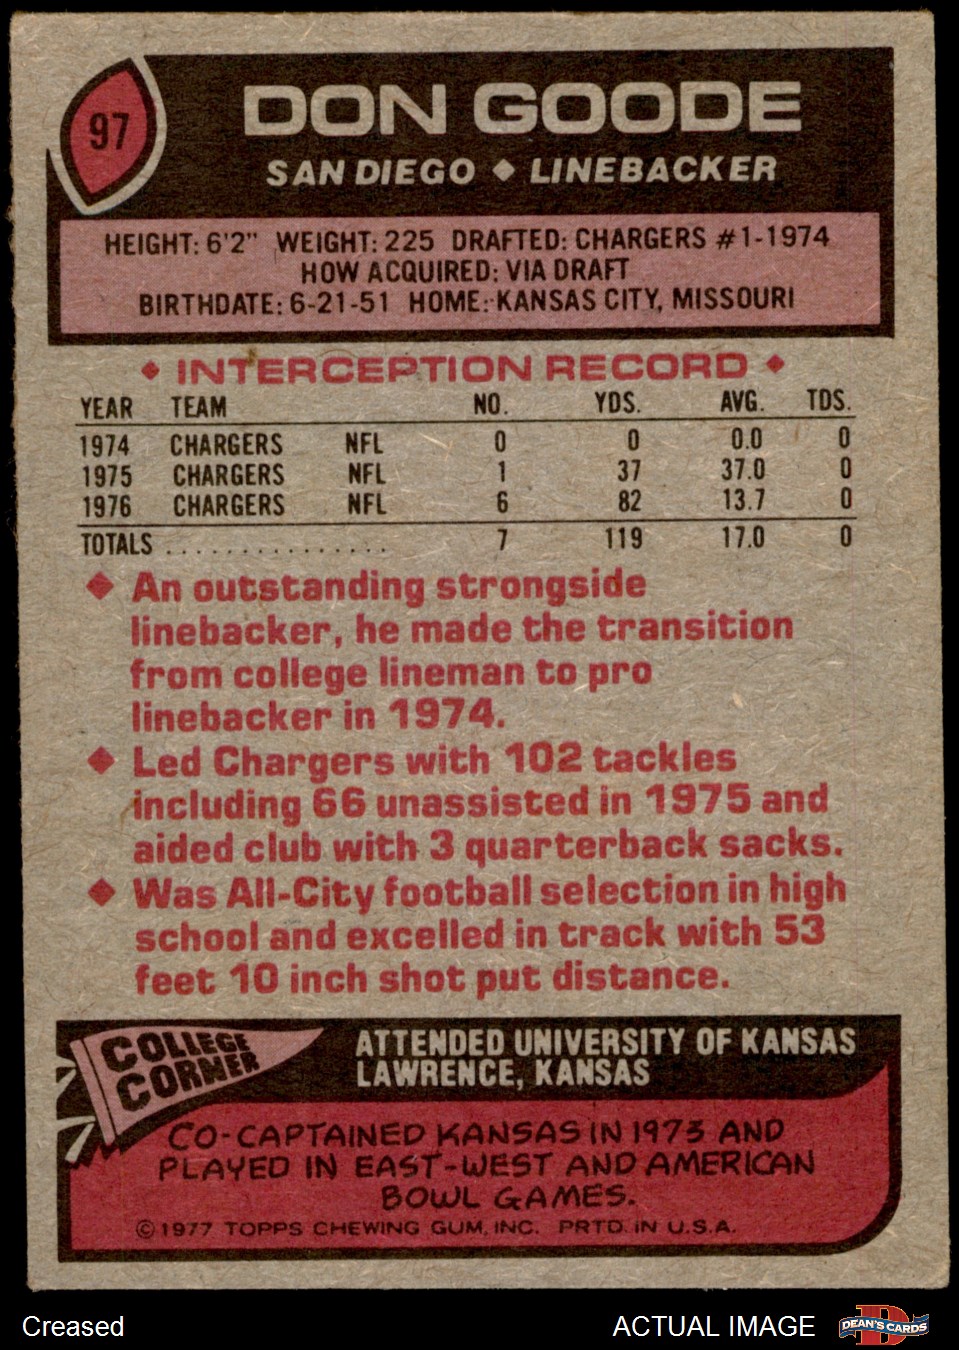 97
DON GOODE
SAN DIEGO ◆ LINEBACKER
HEIGHT: 6'2" WEIGHT: 225 DRAFTED: CHARGERS #1-1974
HOW ACQUIRED: VIA DRAFT
BIRTHDATE: 6-21-51 HOME: KANSAS CITY, MISSOURI
◆ INTERCEPTION RECORD ◆
YEAR TEAM NO. YDS. AVG. TDS.
1974 CHARGERS NFL 0 0 0.0 0
1975 CHARGERS NFL 1 37 37.0 0
1976 CHARGERS NFL 6 82 13.7 0
TOTALS ............... 7 119 17.0 0
◆ An outstanding strongside
linebacker, he made the transition
from college lineman to pro
linebacker in 1974.
◆ Led Chargers with 102 tackles
including 66 unassisted in 1975 and
aided club with 3 quarterback sacks.
◆ Was All-City football selection in high
school and excelled in track with 53
feet 10 inch shot put distance.
COLLEGE
CORNER
ATTENDED UNIVERSITY OF KANSAS
LAWRENCE, KANSAS
CO-CAPTAINED KANSAS IN 1973 AND
PLAYED IN EAST-WEST AND AMERICAN
BOWL GAMES.
©1977 TOPPS CHEWING GUM, INC. PRTD. IN U.S.A.
Creased
ACTUAL IMAGE
D
DEAN'S CARDS